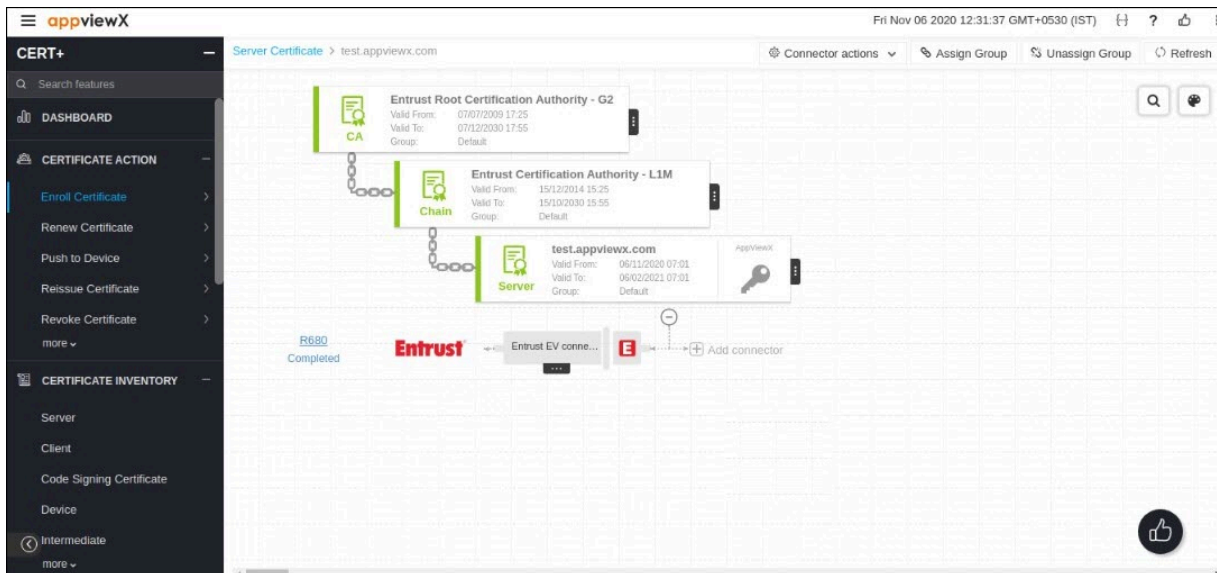 appviewX
Fri Nov 06 2020 12:31:37 GMT+0530 (IST)
?
CERT+
Server Certificate > test.appviewx.com
Connector actions
Assign Group
Unassign Group
Refresh
Search features
DASHBOARD
CERTIFICATE ACTION
Enroll Certificate
Renew Certificate
Push to Device
Reissue Certificate
Revoke Certificate
more
CERTIFICATE INVENTORY
Server
Client
Code Signing Certificate
Device
Intermediate
more
CA
Entrust Root Certification Authority - G2
Valid From: 07/07/2009 17:25
Valid To: 07/12/2030 17:55
Group: Default
Chain
Entrust Certification Authority - L1M
Valid From: 15/12/2014 15:25
Valid To: 15/10/2030 15:55
Group: Default
Server
test.appviewx.com
Valid From: 06/11/2020 07:01
Valid To: 06/02/2021 07:01
Group: Default
AppViewX
R680
Completed
Entrust
Entrust EV conne...
E
Add connector